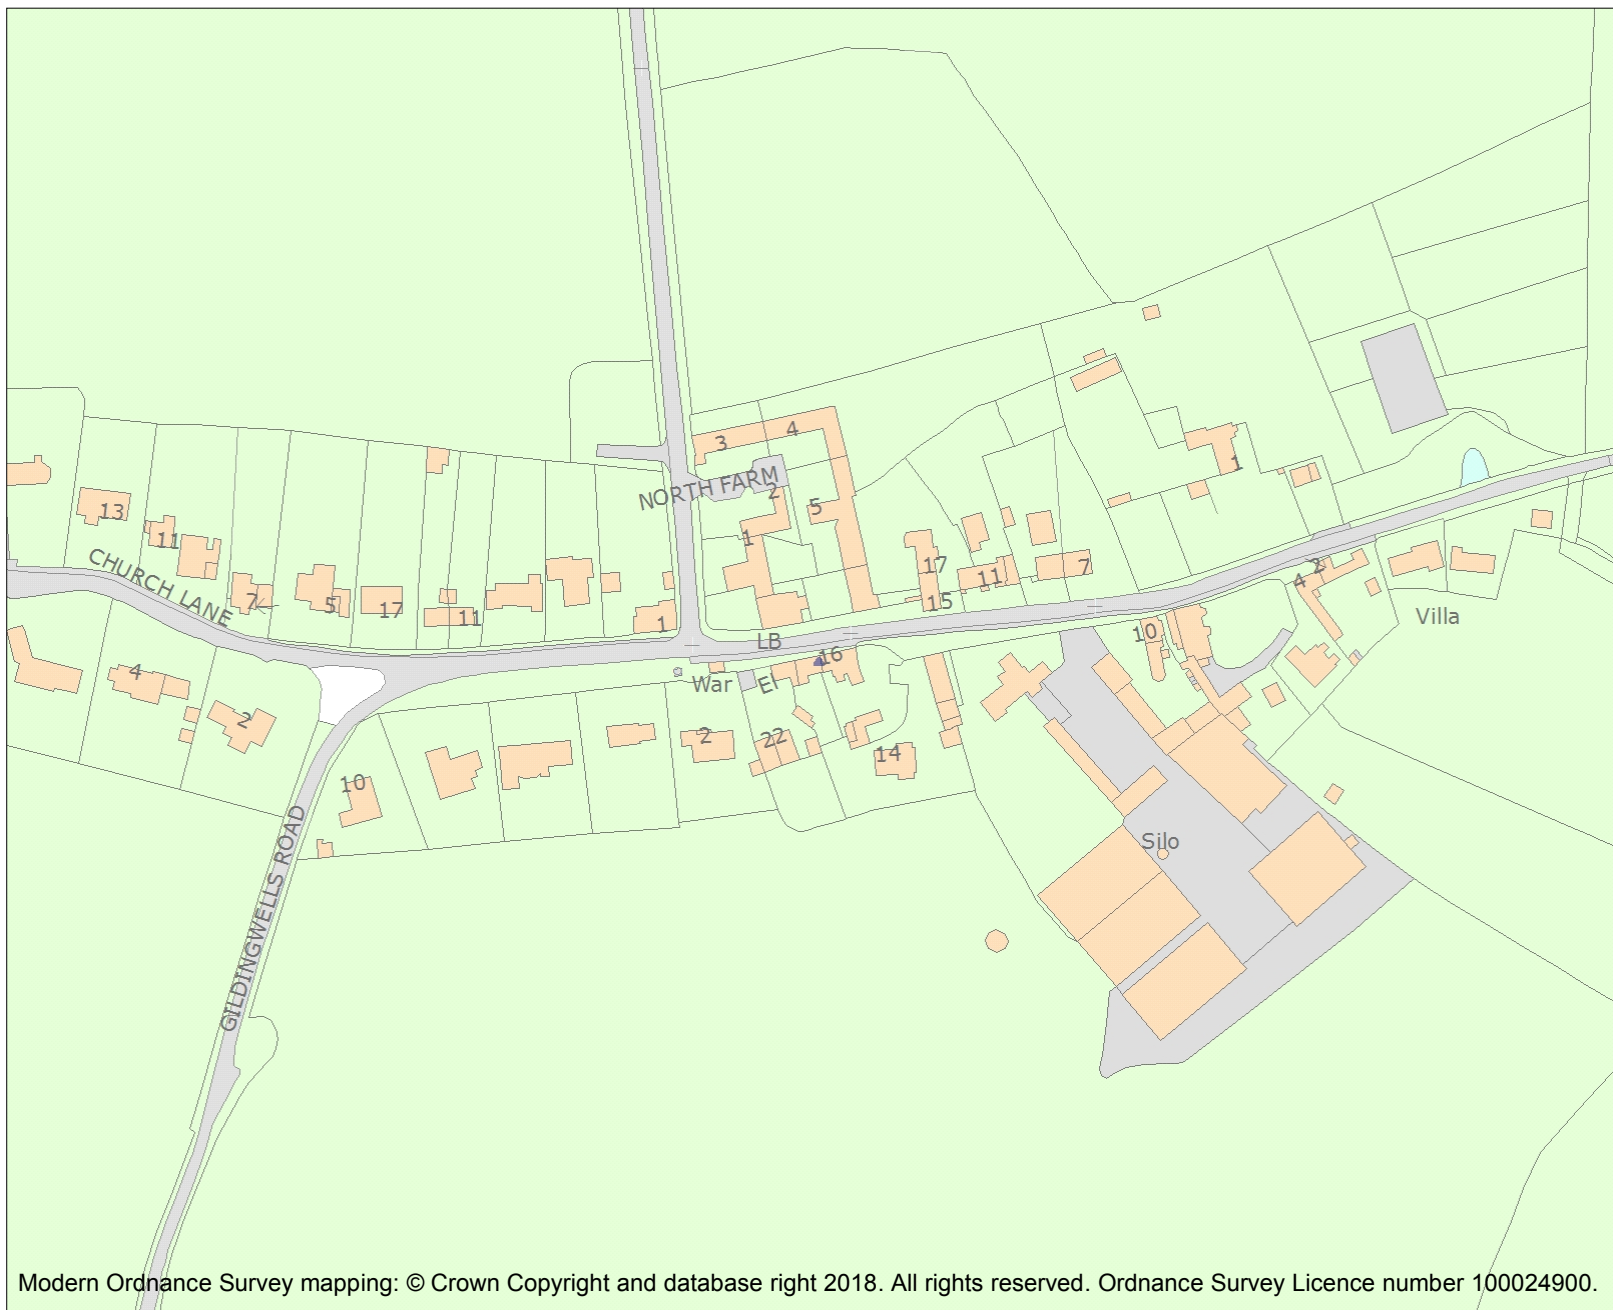 3
4
NORTH FARM
2
5
1
1
13
11
CHURCH LANE
7
5
17
11
1
17
15
11
7
4 2
Villa
10
LB
16
War
El
4
2
2
22
14
10
Silo
GILDINGWELLS ROAD
Modern Ordnance Survey mapping: © Crown Copyright and database right 2018. All rights reserved. Ordnance Survey Licence number 100024900.